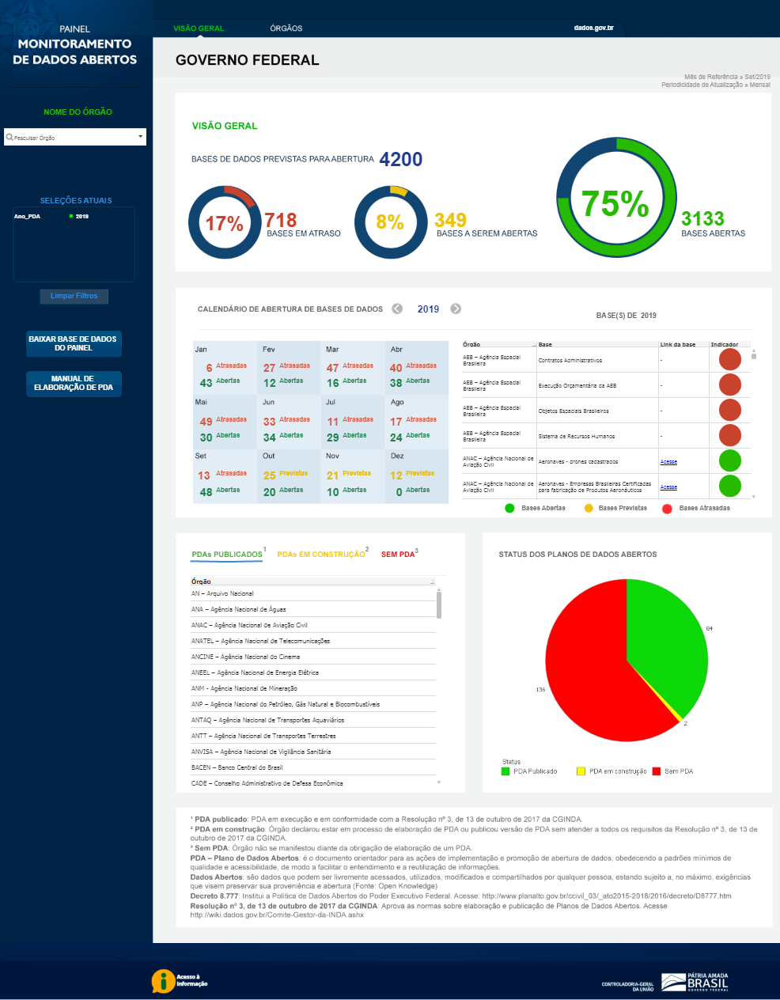 PAINEL
MONITORAMENTO
DE DADOS ABERTOS
VISÃO GERAL
ÓRGÃOS
dados.gov.br
GOVERNO FEDERAL
Mês de Referência » Set/2019
Periodicidade de Atualização » Mensal
NOME DO ÓRGÃO
Pesquisar Órgão
SELEÇÕES ATUAIS
Ano_PDA 2019
Limpar Filtros
BAIXAR BASE DE DADOS
DO PAINEL
MANUAL DE
ELABORAÇÃO DE PDA
VISÃO GERAL
BASES DE DADOS PREVISTAS PARA ABERTURA 4200
17%
718
BASES EM ATRASO
8%
349
BASES A SEREM ABERTAS
75%
3133
BASES ABERTAS
CALENDÁRIO DE ABERTURA DE BASES DE DADOS 2019
Jan Fev Mar Abr
6 Atrasadas 27 Atrasadas 47 Atrasadas 40 Atrasadas
43 Abertas 12 Abertas 16 Abertas 38 Abertas
Mai Jun Jul Ago
49 Atrasadas 33 Atrasadas 11 Atrasadas 17 Atrasadas
30 Abertas 34 Abertas 29 Abertas 24 Abertas
Set Out Nov Dez
13 Atrasadas 25 Previstas 21 Previstas 12 Previstas
48 Abertas 20 Abertas 10 Abertas 0 Abertas
BASE(S) DE 2019
Órgão Base Link da base Indicador
AEB – Agência Espacial
Brasileira
Contratos Administrativos -
AEB – Agência Espacial
Brasileira
Execução Orçamentária da AEB -
AEB – Agência Espacial
Brasileira
Objetos Espaciais Brasileiros -
AEB – Agência Espacial
Brasileira
Sistema de Recursos Humanos -
ANAC – Agência Nacional de
Aviação Civil
Aeronaves - drones cadastrados Acesse
ANAC – Agência Nacional de
Aviação Civil
Aeronaves - Empresas Brasileiras Certificadas
para fabricação de Produtos Aeronáuticos
Acesse
Bases Abertas Bases Previstas Bases Atrasadas
PDAs PUBLICADOS1 PDAs EM CONSTRUÇÃO2 SEM PDA3
Órgão
AN – Arquivo Nacional
ANA – Agência Nacional de Águas
ANAC – Agência Nacional de Aviação Civil
ANATEL – Agência Nacional de Telecomunicações
ANCINE – Agência Nacional do Cinema
ANEEL – Agência Nacional de Energia Elétrica
ANM - Agência Nacional de Mineração
ANP – Agência Nacional do Petróleo, Gás Natural e Biocombustíveis
ANTAQ – Agência Nacional de Transportes Aquaviários
ANTT – Agência Nacional de Transportes Terrestres
ANVISA – Agência Nacional de Vigilância Sanitária
BACEN – Banco Central do Brasil
CADE – Conselho Administrativo de Defesa Econômica
STATUS DOS PLANOS DE DADOS ABERTOS
84
136
2
Status
PDA Publicado PDA em construção Sem PDA
¹ PDA publicado: PDA em execução e em conformidade com a Resolução nº 3, de 13 de outubro de 2017 da CGINDA.
² PDA em construção: Órgão declarou estar em processo de elaboração de PDA ou publicou versão de PDA sem atender a todos os requisitos da Resolução nº 3, de 13 de
outubro de 2017 da CGINDA.
³ Sem PDA: Órgão não se manifestou diante da obrigação de elaboração de um PDA.
PDA – Plano de Dados Abertos: é o documento orientador para as ações de implementação e promoção de abertura de dados, obedecendo a padrões mínimos de
qualidade e acessibilidade, de modo a facilitar o entendimento e a reutilização de informações.
Dados Abertos: são dados que podem ser livremente acessados, utilizados, modificados e compartilhados por qualquer pessoa, estando sujeito a, no máximo, exigências
que visem preservar sua proveniência e abertura (Fonte: Open Knowledge)
Decreto 8.777: Institui a Política de Dados Abertos do Poder Executivo Federal. Acesse: http://www.planalto.gov.br/ccivil_03/_ato2015-2018/2016/decreto/D8777.htm
Resolução nº 3, de 13 de outubro de 2017 da CGINDA: Aprova as normas sobre elaboração e publicação de Planos de Dados Abertos. Acesse
http://wiki.dados.gov.br/Comite-Gestor-da-INDA.ashx
Acesso à
Informação
CONTROLADORIA-GERAL
DA UNIÃO
PÁTRIA AMADA
BRASIL
GOVERNO FEDERAL